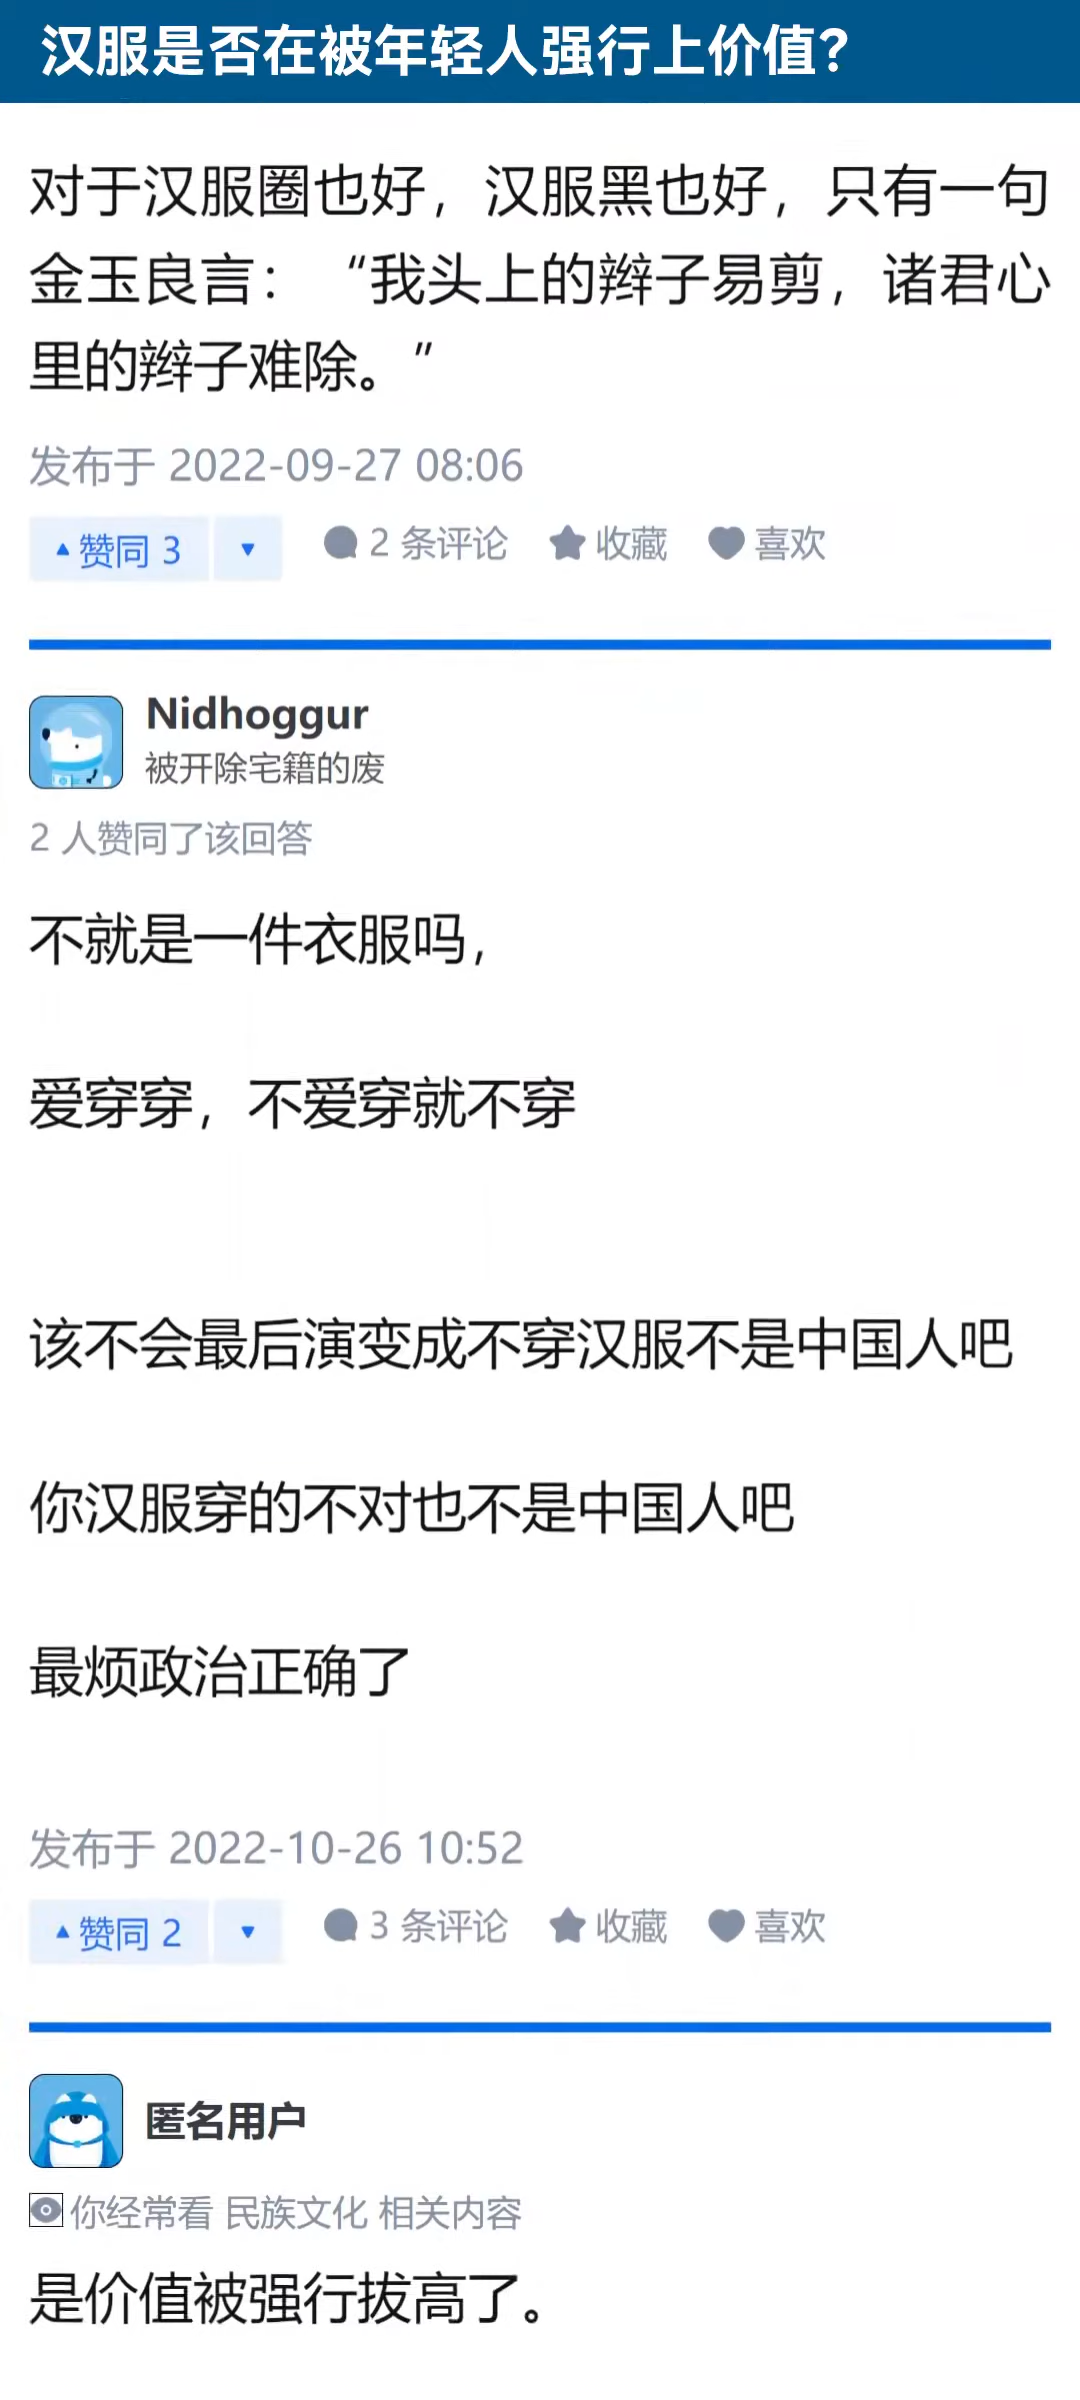 汉服是否在被年轻人强行上价值？
对于汉服圈也好，汉服黑也好，只有一句
金玉良言：“我头上的辫子易剪，诸君心
里的辫子难除。”
发布于 2022-09-27 08:06
赞同 3
2 条评论 收藏 喜欢
Nidhoggur
被开除宅籍的废
2 人赞同了该回答
不就是一件衣服吗，
爱穿穿，不爱穿就不穿
该不会最后演变成不穿汉服不是中国人吧
你汉服穿的不对也不是中国人吧
最烦政治正确了
发布于 2022-10-26 10:52
赞同 2
3 条评论 收藏 喜欢
匿名用户
你经常看 民族文化 相关内容
是价值被强行拔高了。